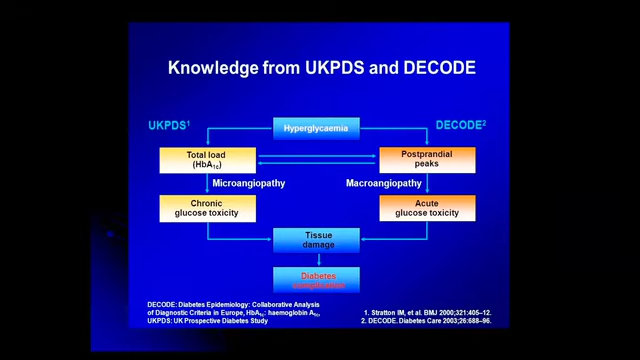 Knowledge from UKPDS and DECODE
UKPDS1
Hyperglycaemia
DECODE2
Total load
(HbA1c)
Postprandial
peaks
Microangiopathy
Macroangiopathy
Chronic
glucose toxicity
Acute
glucose toxicity
Tissue
damage
Diabetes
DECODE: Diabetes Epidemiology: Collaborative Analysis
of Diagnostic Criteria in Europe, HbA1c: haemoglobin A1c,
UKPDS: UK Prospective Diabetes Study
1. Stratton IM, et al. BMJ 2000;321:405–12.
2. DECODE. Diabetes Care 2003;26:688–96.